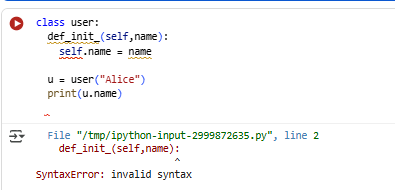 class user:
  def_init_(self,name):
    self.name = name

  u = user("Alice")
  print(u.name)
  File "/tmp/ipython-input-2999872635.py", line 2
    def_init_(self,name):
                        ^
SyntaxError: invalid syntax